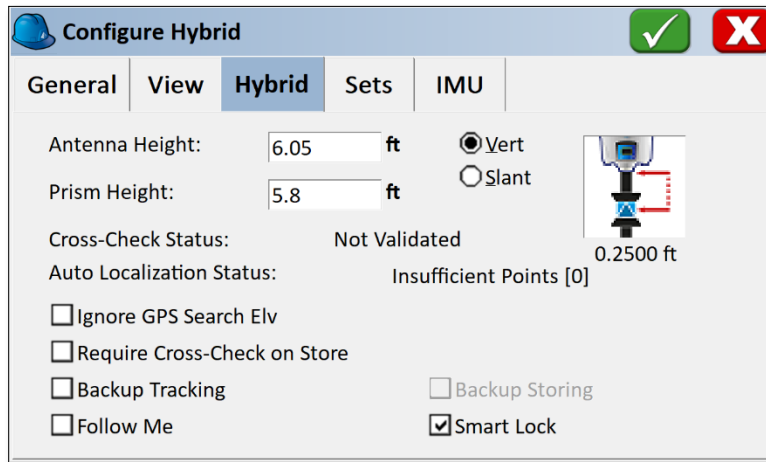 Configure Hybrid
General View Hybrid Sets IMU
Antenna Height: 6.05 ft Vert
Slant
Prism Height: 5.8 ft
0.2500 ft
Cross-Check Status: Not Validated
Auto Localization Status: Insufficient Points [0]
Ignore GPS Search Elv
Require Cross-Check on Store
Backup Tracking Backup Storing
Follow Me Smart Lock